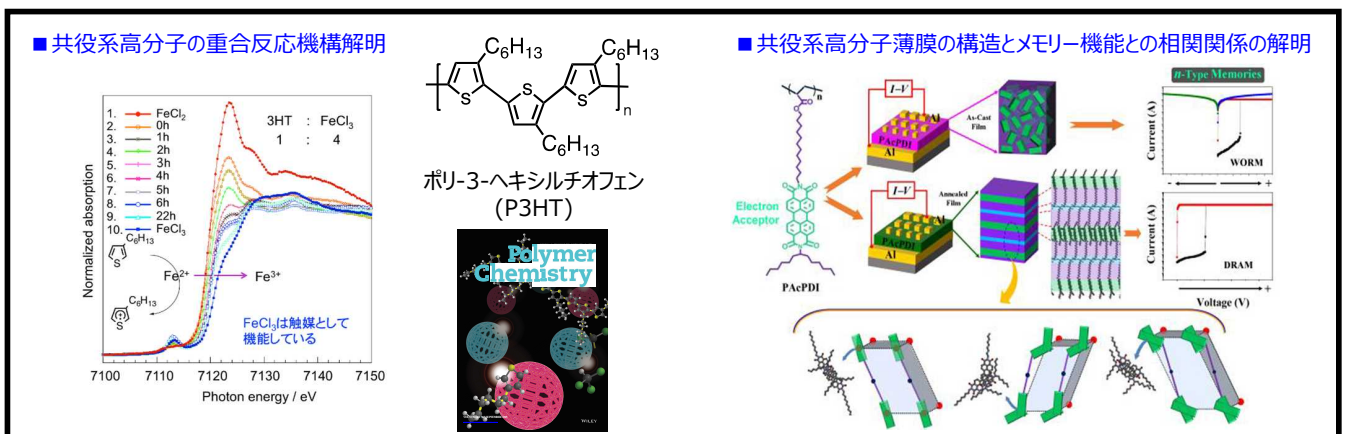 ■共役系高分子の重合反応機構解明
C₆H₁₃
C₆H₁₃
S
S
S
n
C₆H₁₃
ポリ-3-ヘキシルチオフェン
(P3HT)
Normalized absorption
1. FeCl₂
2. 0h
3. 1h
4. 2h
5. 3h
6. 4h
7. 5h
8. 6h
9. 22h
10. FeCl₃
3HT : FeCl₃
1 : 4
C₆H₁₃
S
Fe²⁺
Fe³⁺
C₆H₁₃
S
FeCl₃は触媒として
機能している
7100 7110 7120 7130 7140 7150
Photon energy / eV
Polymer
Chemistry
WILEY
■共役系高分子薄膜の構造とメモリー機能との相関関係の解明
n
O
O
Electron
Acceptor
O
N
O
O
N
O
PAcPDI
I–V
Al
PAcPDI
Al
As-Cast
Film
I–V
Al
PAcPDI
Al
Annealed
Film
n-Type Memories
Current (A)
WORM
- +
Current (A)
DRAM
Voltage (V)
+